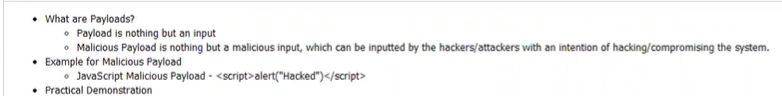 What are Payloads?
Payload is nothing but an input
Malicious Payload is nothing but a malicious input, which can be inputted by the hackers/attackers with an intention of hacking/compromising the system.
Example for Malicious Payload
JavaScript Malicious Payload - <script>alert("Hacked")</script>
Practical Demonstration